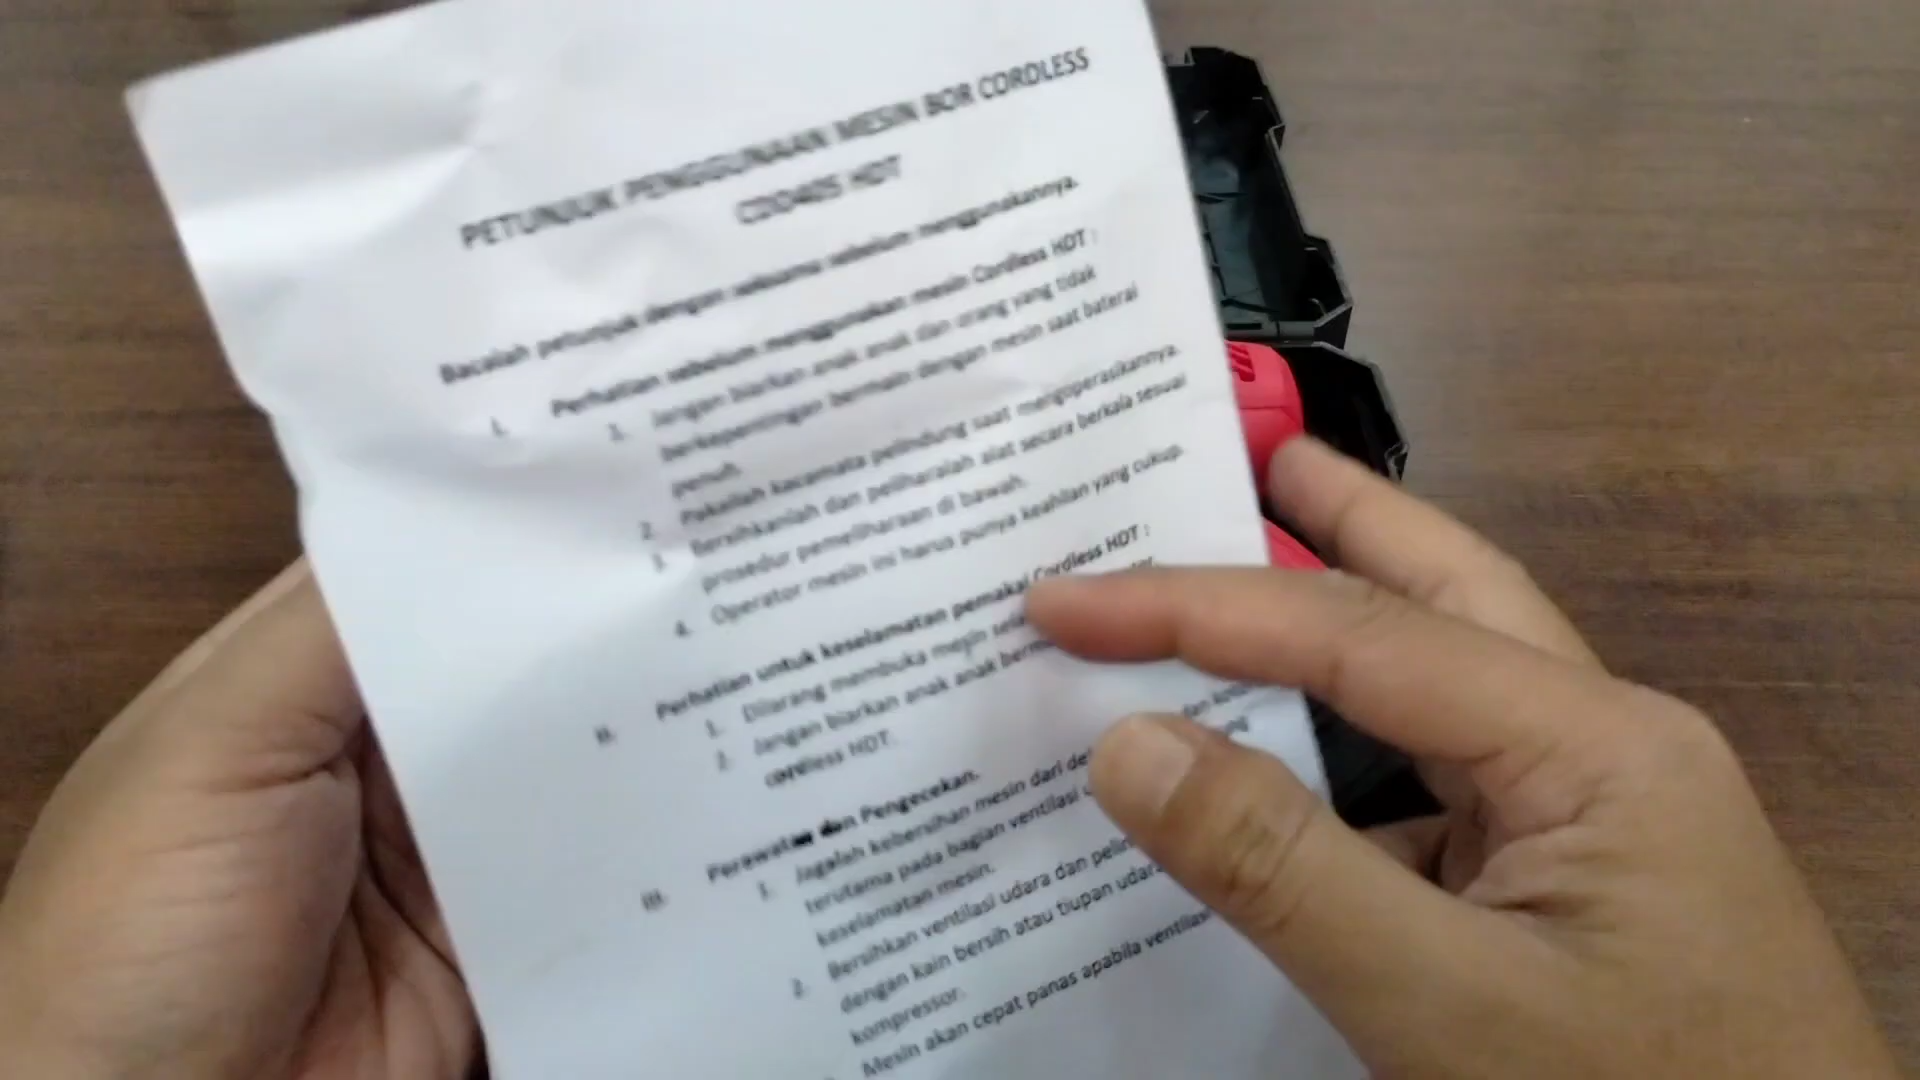 PETUNJUK PENGGUNAAN MESIN BOR CORDLESS
HDT
Bacalah petunjuk dengan seksama sebelum menggunakannya.
I. Perhatian sebelum menggunakan mesin Cordless HDT :
1. Jangan biarkan anak anak dan orang yang tidak
berkepentingan bermain dengan mesin saat baterai
penuh.
2. Pakailah kacamata pelindung saat mengoperasikannya.
3. Bersihkanlah dan peliharalah alat secara berkala sesuai
prosedur pemeliharaan di bawah.
4. Operator mesin ini harus punya keahlian yang cukup.
II. Perhatian untuk keselamatan pemakai Cordless HDT :
1. Dilarang membuka mesin
2. Jangan biarkan anak anak
cordless HDT.
III. Perawatan dan Pengecekan.
1. Jagalah kebersihan mesin dari
terutama pada bagian ventilasi
keselamatan mesin.
2. Bersihkan ventilasi udara dan
dengan kain bersih atau tiupan udara
kompressor.
Mesin akan cepat panas apabila ventilasi